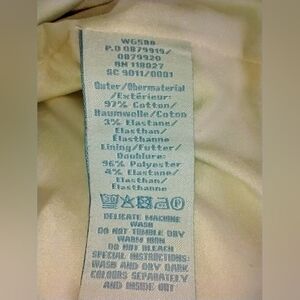 WG588
P.O 0879919/
0879920
RN 118027
SC 9011/0001
Outer/Obermaterial
/Extérieur:
97% Cotton/
Baumwolle/Coton
3% Elastane/
Elasthan/
Elasthanne
Lining/Futter/
Doublure:
96% Polyester
4% Elastane/
Elasthan/
Elasthanne
DELICATE MACHINE
WASH
DO NOT TUMBLE DRY
WARM IRON
DO NOT BLEACH
SPECIAL INSTRUCTIONS:
WASH AND DRY DARK
COLOURS SEPARATELY
AND INSIDE OUT